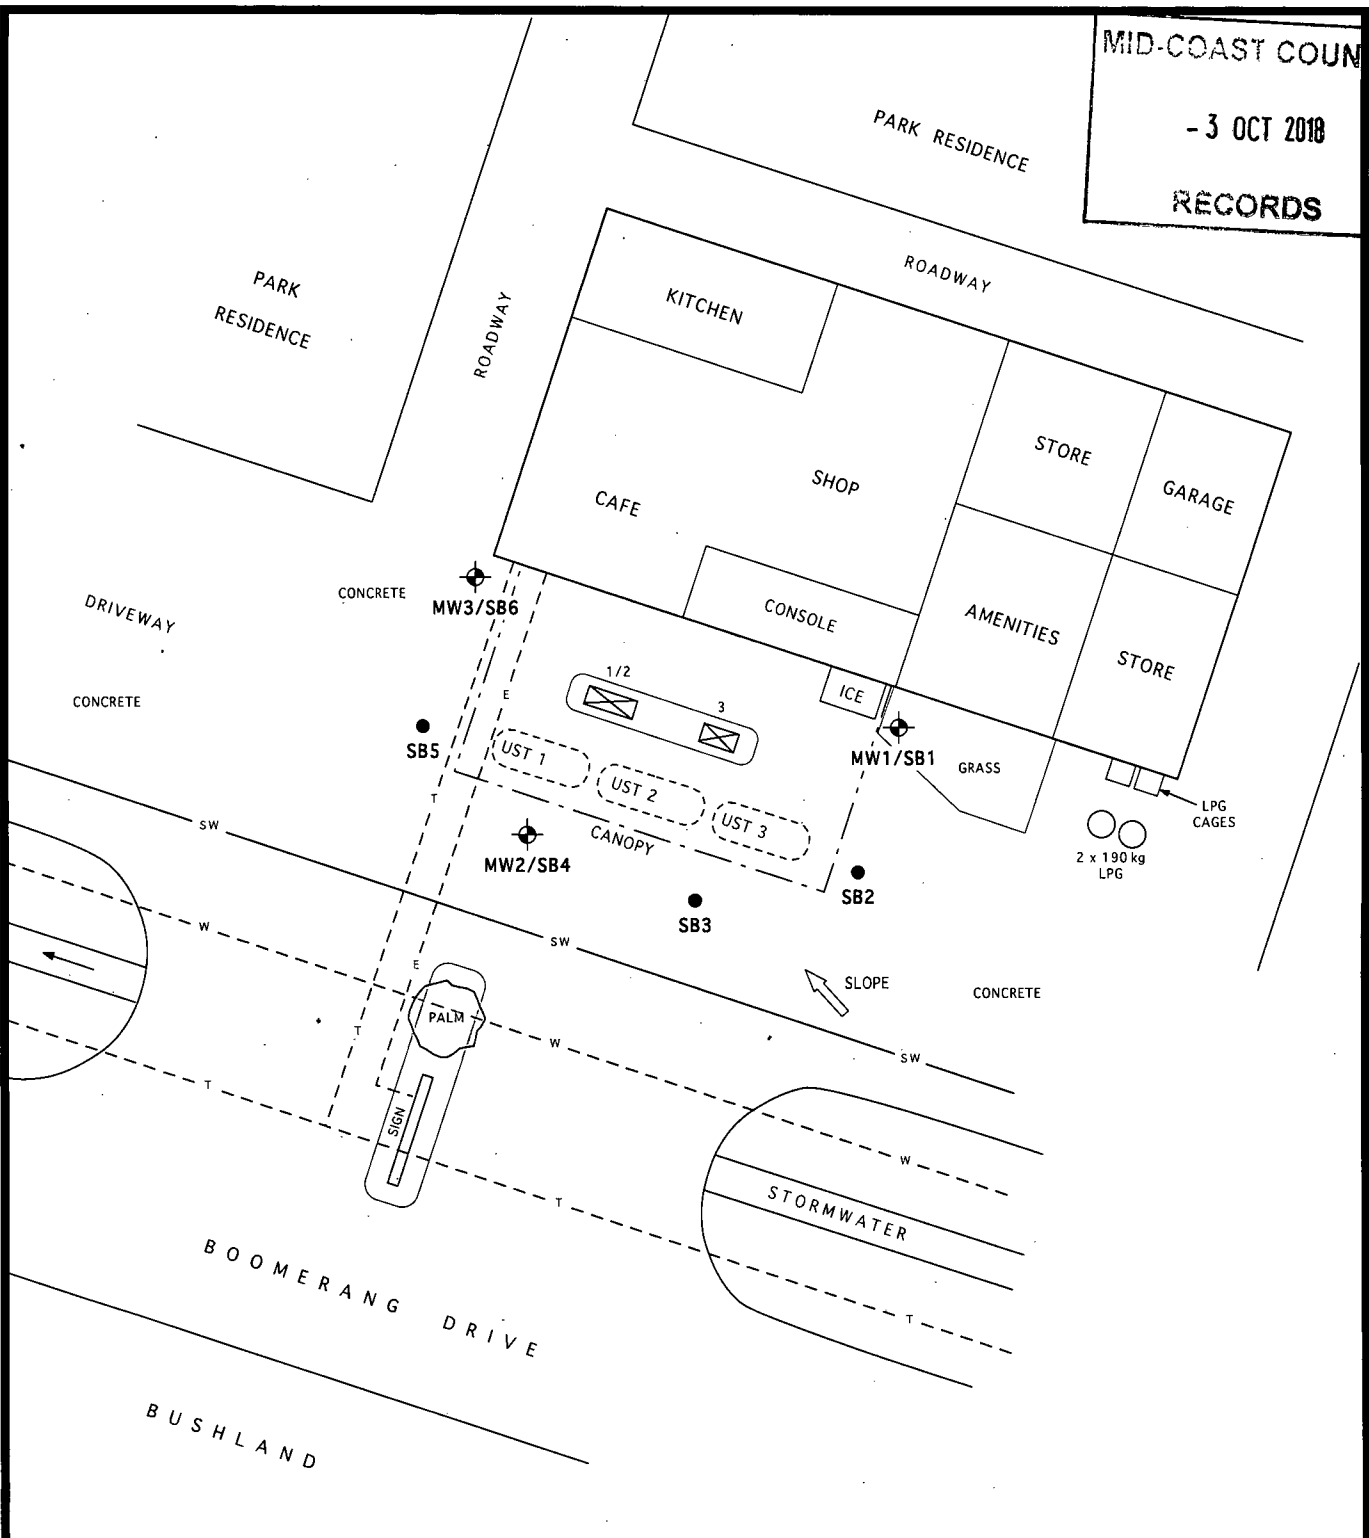 MID-COAST COUN
- 3 OCT 2018
RECORDS
PARK RESIDENCE
ROADWAY
PARK
RESIDENCE
ROADWAY
KITCHEN
STORE
GARAGE
SHOP
CAFE
CONCRETE
MW3/SB6
DRIVEWAY
CONSOLE
AMENITIES
STORE
1/2
3
ICE
E
CONCRETE
SB5
UST 1
UST 2
UST 3
MW1/SB1
GRASS
LPG
CAGES
T
SW
CANOPY
MW2/SB4
2 x 190 kg
LPG
SB2
SB3
W
SW
E
SLOPE
CONCRETE
PALM
T
W
SW
T
SIGN
W
T
STORMWATER
T
BOOMERANG DRIVE
BUSHLAND